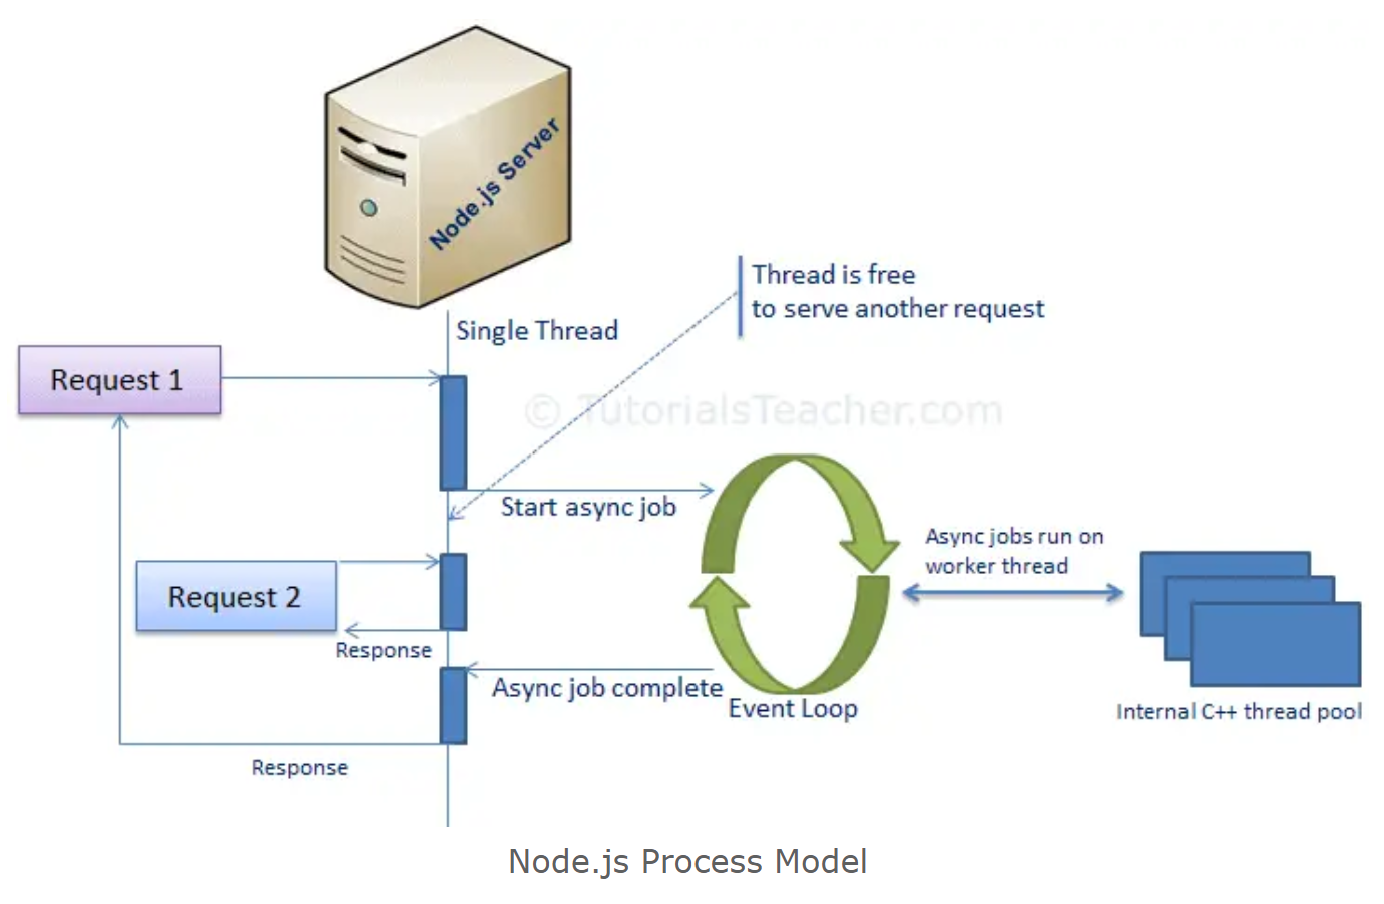 Node.js Server
Thread is free
to serve another request
Single Thread
Request 1
© TutorialsTeacher.com
Start async job
Async jobs run on
worker thread
Request 2
Response
Async job complete
Event Loop
Internal C++ thread pool
Response
Node.js Process Model